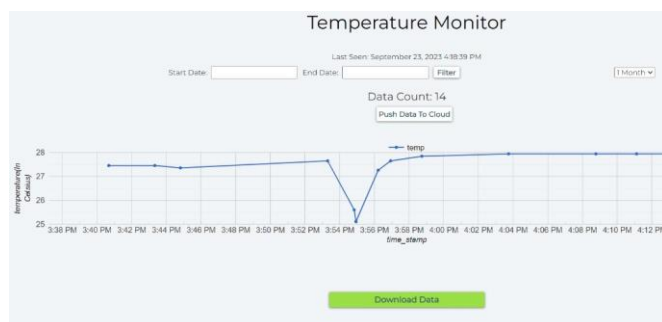 Temperature Monitor
Last Seen: September 23, 2023 4:18:39 PM
Start Date: End Date: Filter 1 Month
Data Count: 14
Push Data To Cloud
temp
28
27
26
25
temperature(In
Celsius)
3:38 PM 3:40 PM 3:42 PM 3:44 PM 3:46 PM 3:48 PM 3:50 PM 3:52 PM 3:54 PM 3:56 PM 3:58 PM 4:00 PM 4:02 PM 4:04 PM 4:06 PM 4:08 PM 4:10 PM 4:12 P
time_stamp
Download Data